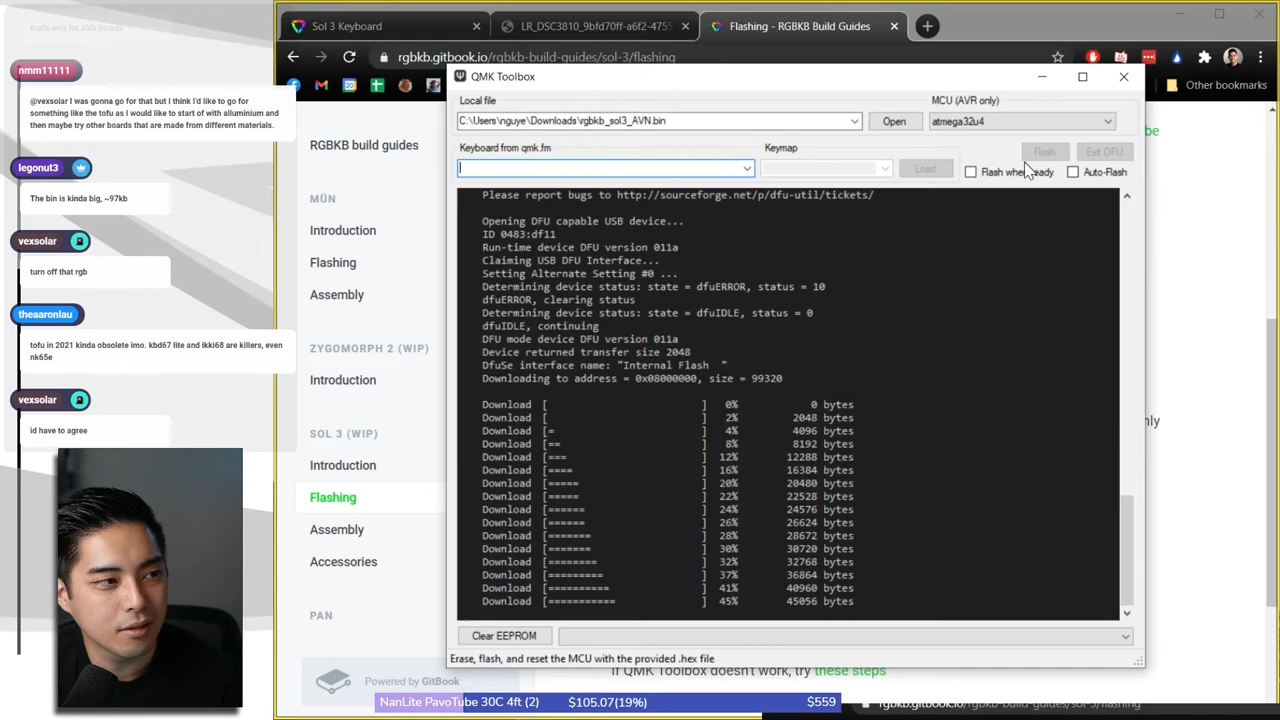 that's only for AVN boards
nmm11111
@vexsolar I was gonna go for that but I think I'd like to go for
something like the tofu as I would like to start of with alluminium and
then maybe try other boards that are made from different materials.
legonut3
The bin is kinda big, ~97kb
vexsolar
turn off that rgb
theaaronlau
tofu in 2021 kinda obsolete imo. kbd67 lite and ikki68 are killers, even
nk65e
vexsolar
id have to agree
Sol 3 Keyboard
LR_DSC3810_9bfd70ff-a6f2-4755
Flashing - RGBKB Build Guides
rgbkb.gitbook.io/rgbkb-build-guides/sol-3/flashing
Other bookmarks
RGBKB build guides
MÜN
Introduction
Flashing
Assembly
ZYGOMORPH 2 (WIP)
Introduction
SOL 3 (WIP)
Introduction
Flashing
Assembly
Accessories
PAN
Powered by GitBook
be
QMK Toolbox
Local file
MCU (AVR only)
C:\Users\nguye\Downloads\rgbkb_sol3_AVN.bin
Open
atmega32u4
Keyboard from qmk.fm
Keymap
Load
Flash
Exit DFU
Flash when ready
Auto-Flash
Please report bugs to http://sourceforge.net/p/dfu-util/tickets/
Opening DFU capable USB device...
ID 0483:df11
Run-time device DFU version 011a
Claiming USB DFU Interface...
Setting Alternate Setting #0 ...
Determining device status: state = dfuERROR, status = 10
dfuERROR, clearing status
Determining device status: state = dfuIDLE, status = 0
dfuIDLE, continuing
DFU mode device DFU version 011a
Device returned transfer size 2048
DfuSe interface name: "Internal Flash  "
Downloading to address = 0x08000000, size = 99320
Download [ ] 0% 0 bytes
Download [ ] 2% 2048 bytes
Download [= ] 4% 4096 bytes
Download [== ] 8% 8192 bytes
Download [=== ] 12% 12288 bytes
Download [==== ] 16% 16384 bytes
Download [===== ] 20% 20480 bytes
Download [===== ] 22% 22528 bytes
Download [====== ] 24% 24576 bytes
Download [====== ] 26% 26624 bytes
Download [======= ] 28% 28672 bytes
Download [======= ] 30% 30720 bytes
Download [======== ] 32% 32768 bytes
Download [========= ] 37% 36864 bytes
Download [========== ] 41% 40960 bytes
Download [=========== ] 45% 45056 bytes
Clear EEPROM
Erase, flash, and reset the MCU with the provided .hex file
If QMK Toolbox doesn't work, try these steps
NanLite PavoTube 30C 4ft (2) $105.07(19%) $559
rgbkb.gitbook.io/rgbkb-build-guides/sol-3/flashing